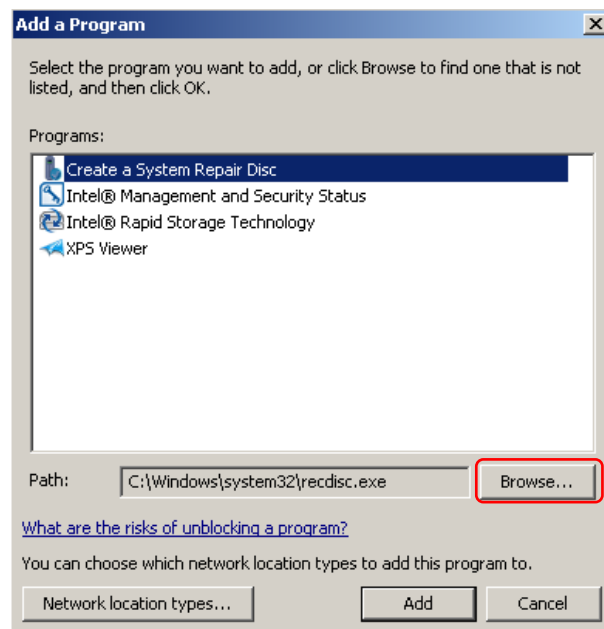 Add a Program
Select the program you want to add, or click Browse to find one that is not
listed, and then click OK.
Programs:
Create a System Repair Disc
Intel® Management and Security Status
Intel® Rapid Storage Technology
XPS Viewer
Path:
C:\Windows\system32\recdisc.exe
Browse...
What are the risks of unblocking a program?
You can choose which network location types to add this program to.
Network location types...
Add
Cancel